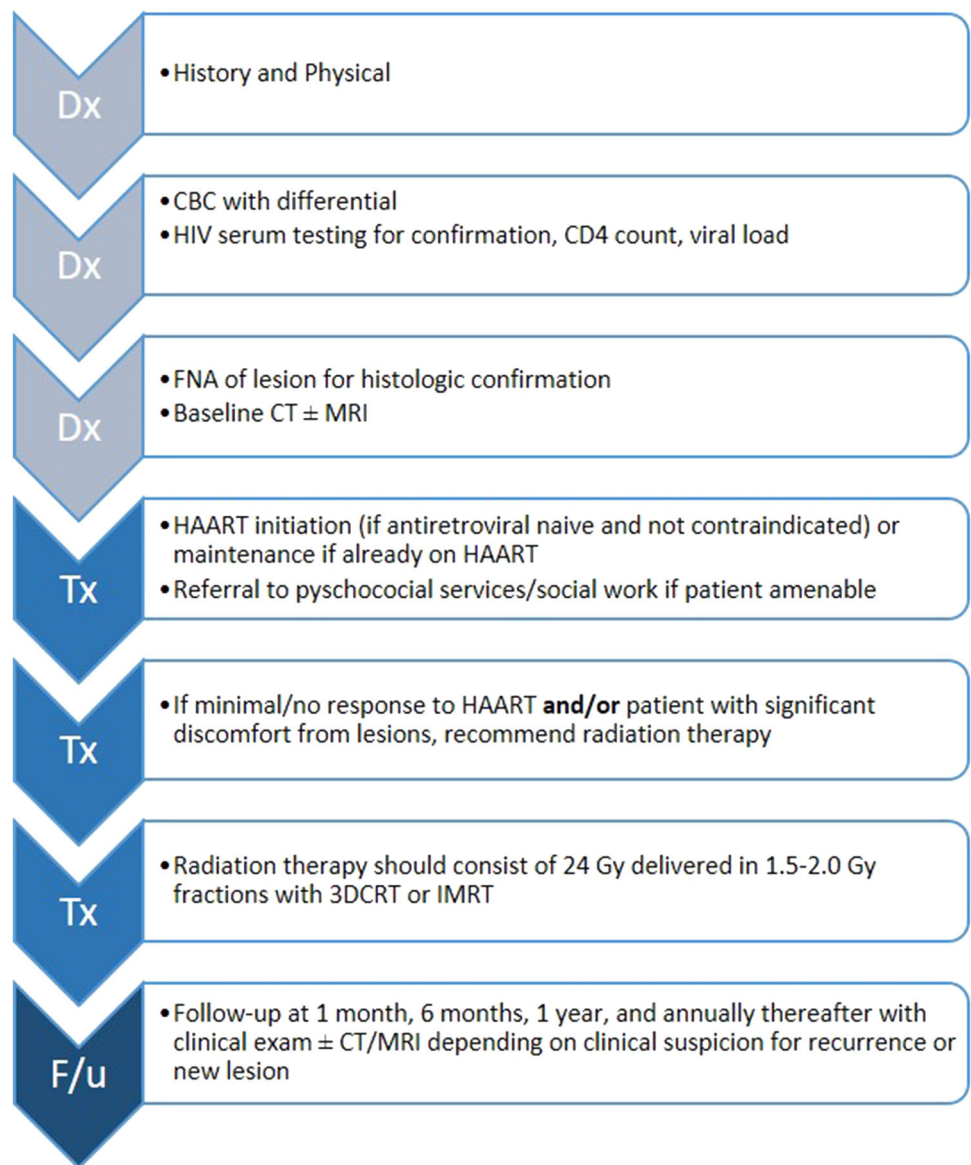 Dx
•History and Physical
Dx
•CBC with differential
•HIV serum testing for confirmation, CD4 count, viral load
Dx
•FNA of lesion for histologic confirmation
•Baseline CT ± MRI
Tx
•HAART initiation (if antiretroviral naive and not contraindicated) or
maintenance if already on HAART
•Referral to pyschococial services/social work if patient amenable
Tx
•If minimal/no response to HAART and/or patient with significant
discomfort from lesions, recommend radiation therapy
Tx
•Radiation therapy should consist of 24 Gy delivered in 1.5-2.0 Gy
fractions with 3DCRT or IMRT
F/u
•Follow-up at 1 month, 6 months, 1 year, and annually thereafter with
clinical exam ± CT/MRI depending on clinical suspicion for recurrence or
new lesion